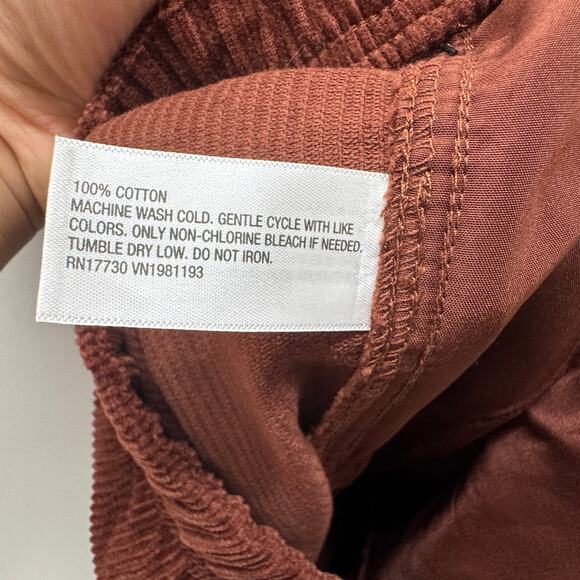 100% COTTON
MACHINE WASH COLD. GENTLE CYCLE WITH LIKE
COLORS. ONLY NON-CHLORINE BLEACH IF NEEDED.
TUMBLE DRY LOW. DO NOT IRON.
RN17730 VN1981193